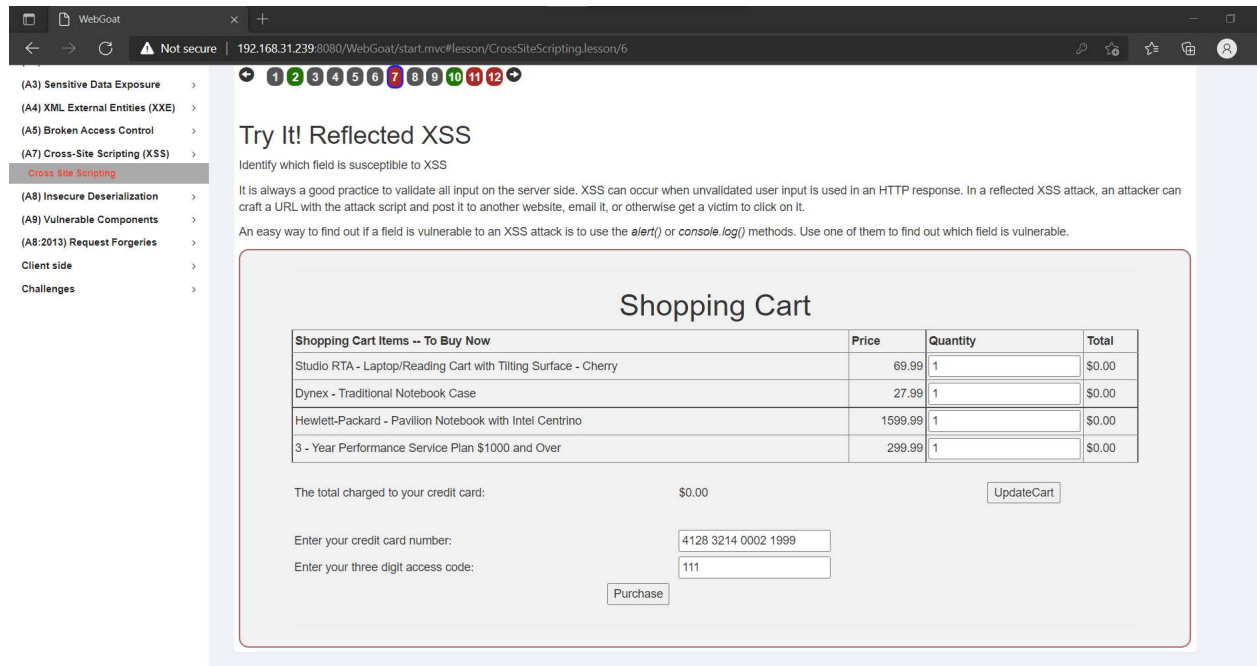 WebGoat
Not secure
192.168.31.239:8080/WebGoat/start.mvc#lesson/CrossSiteScripting.lesson/6
(A3) Sensitive Data Exposure
(A4) XML External Entities (XXE)
(A5) Broken Access Control
(A7) Cross-Site Scripting (XSS)
Cross Site Scripting
(A8) Insecure Deserialization
(A9) Vulnerable Components
(A8:2013) Request Forgeries
Client side
Challenges
1 2 3 4 5 6 7 8 9 10 11 12
Try It! Reflected XSS
Identify which field is susceptible to XSS
It is always a good practice to validate all input on the server side. XSS can occur when unvalidated user input is used in an HTTP response. In a reflected XSS attack, an attacker can
craft a URL with the attack script and post it to another website, email it, or otherwise get a victim to click on it.
An easy way to find out if a field is vulnerable to an XSS attack is to use the alert() or console.log() methods. Use one of them to find out which field is vulnerable.
Shopping Cart
Shopping Cart Items -- To Buy Now Price Quantity Total
Studio RTA - Laptop/Reading Cart with Tilting Surface - Cherry 69.99 1 $0.00
Dynex - Traditional Notebook Case 27.99 1 $0.00
Hewlett-Packard - Pavilion Notebook with Intel Centrino 1599.99 1 $0.00
3 - Year Performance Service Plan $1000 and Over 299.99 1 $0.00
The total charged to your credit card: $0.00 UpdateCart
Enter your credit card number: 4128 3214 0002 1999
Enter your three digit access code: 111
Purchase